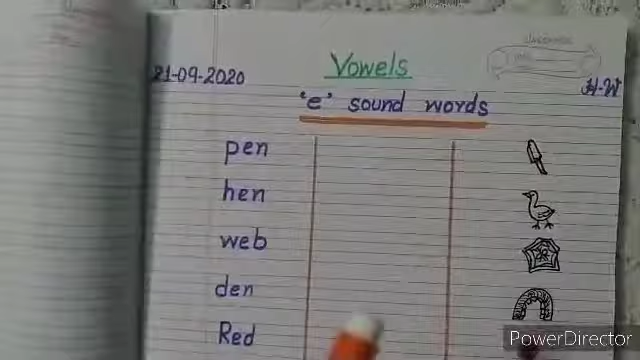 Vowels
21-09-2020
H.W
'e' sound words
pen
hen
web
den
Red
PowerDirector